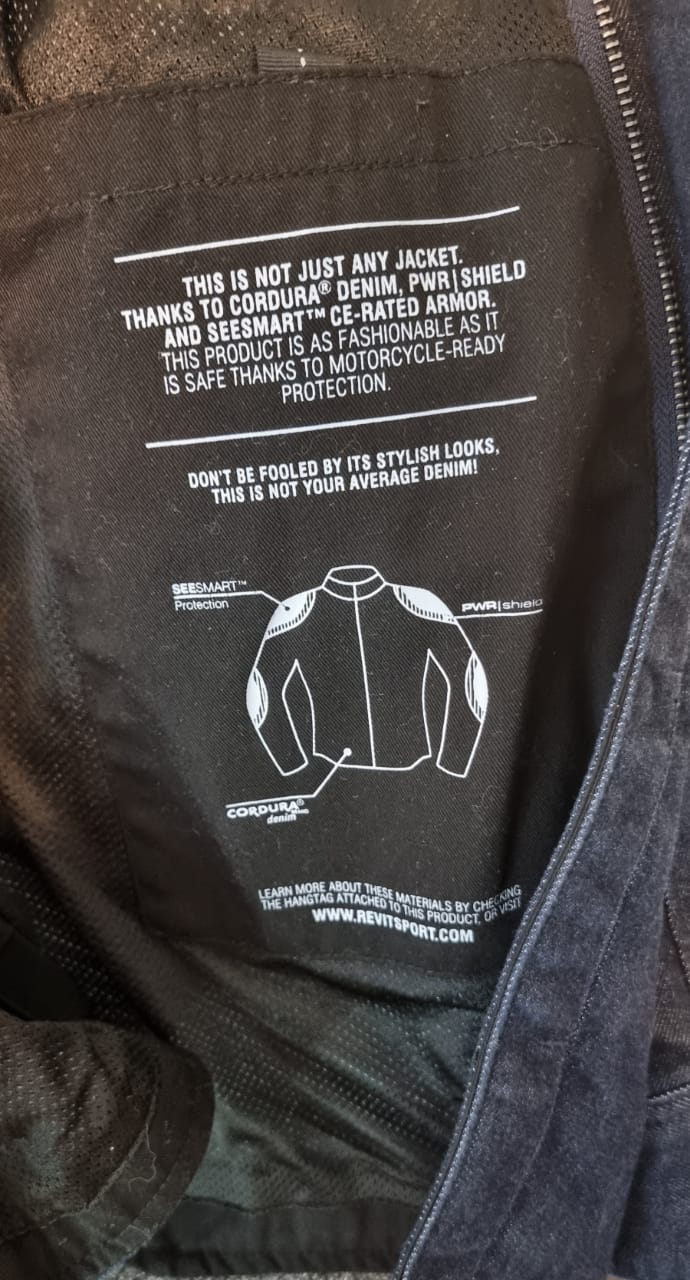 THIS IS NOT JUST ANY JACKET.
THANKS TO CORDURA® DENIM, PWR|SHIELD
AND SEESMART™ CE-RATED ARMOR.
THIS PRODUCT IS AS FASHIONABLE AS IT
IS SAFE THANKS TO MOTORCYCLE-READY
PROTECTION.
DON'T BE FOOLED BY ITS STYLISH LOOKS,
THIS IS NOT YOUR AVERAGE DENIM!
SEESMART™
Protection
PWR|shield
CORDURA®
BRAND
denim
LEARN MORE ABOUT THESE MATERIALS BY CHECKING
THE HANGTAG ATTACHED TO THIS PRODUCT, OR VISIT
WWW.REVITSPORT.COM